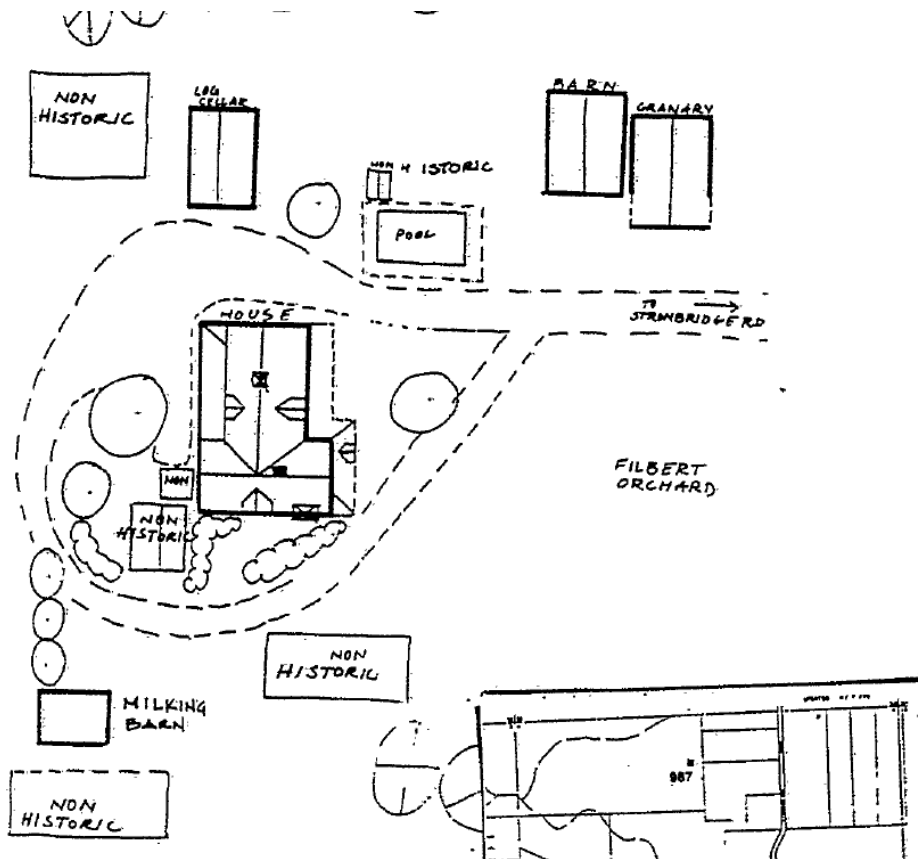 NON
HISTORIC
LOG
CELLAR
BARN
GRANARY
NON HISTORIC
POOL
TO
STRINBRIDGE RD
HOUSE
FILBERT
ORCHARD
NON
NON
HISTORIC
NON
HISTORIC
MILKING
BARN
NON
HISTORIC
987